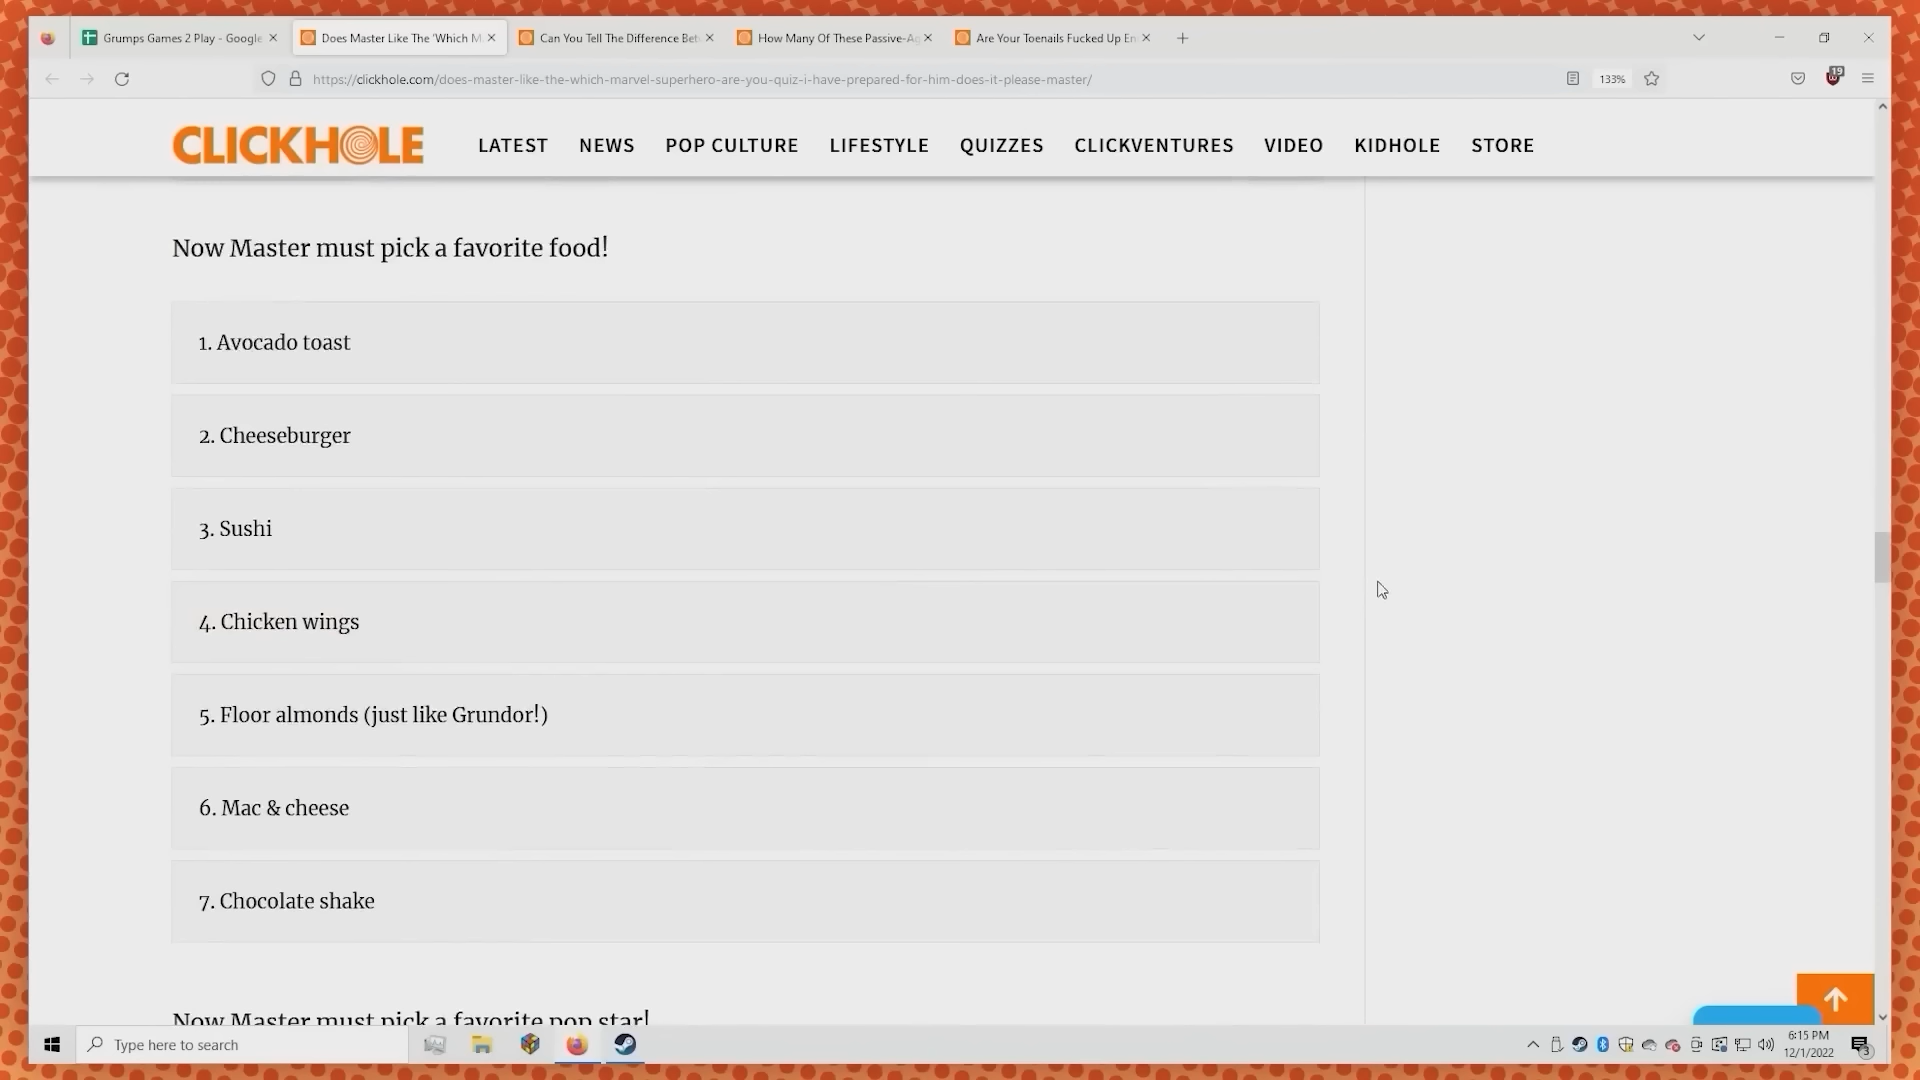 Grumps Games 2 Play - Google
Does Master Like The 'Which M
Can You Tell The Difference Bet
How Many Of These Passive-Ag
Are Your Toenails Fucked Up En
https://clickhole.com/does-master-like-the-which-marvel-superhero-are-you-quiz-i-have-prepared-for-him-does-it-please-master/
133%
19
CLICKHOLE
LATEST
NEWS
POP CULTURE
LIFESTYLE
QUIZZES
CLICKVENTURES
VIDEO
KIDHOLE
STORE
Now Master must pick a favorite food!
1. Avocado toast
2. Cheeseburger
3. Sushi
4. Chicken wings
5. Floor almonds (just like Grundor!)
6. Mac & cheese
7. Chocolate shake
Now Master must pick a favorite pop star!
Type here to search
6:15 PM
12/1/2022
3